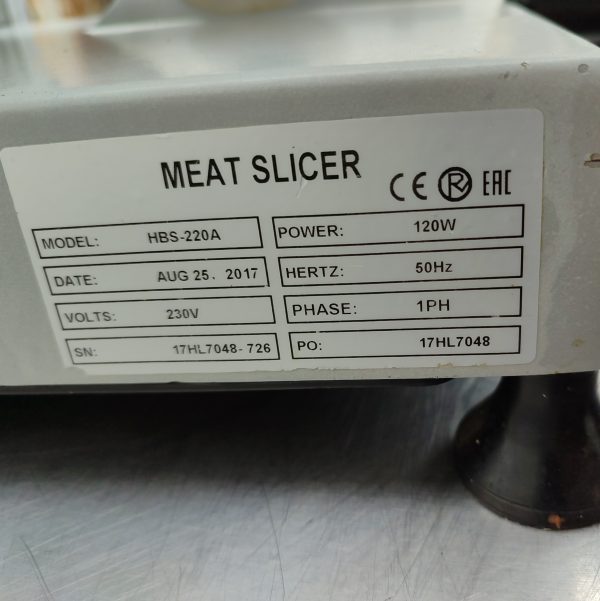 MEAT SLICER
CE R EAC
MODEL: HBS-220A
POWER: 120W
DATE: AUG 25. 2017
HERTZ: 50Hz
VOLTS: 230V
PHASE: 1PH
SN: 17HL7048-726
PO: 17HL7048